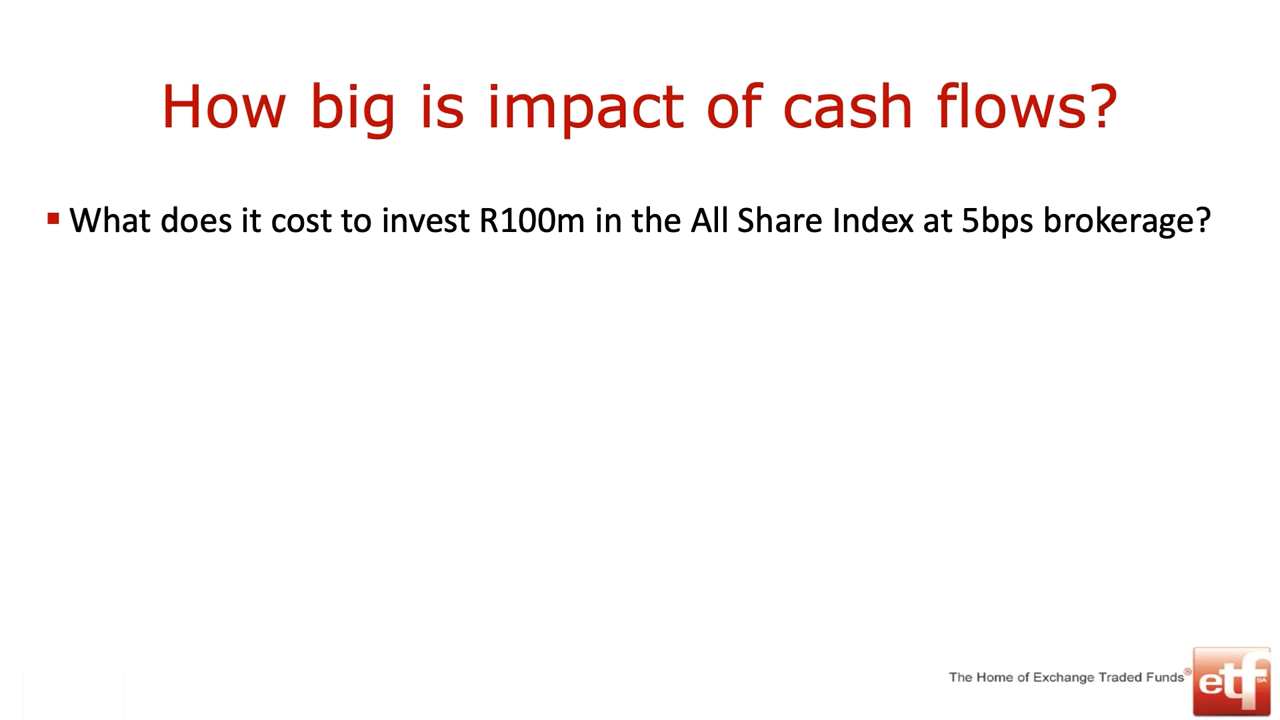 How big is impact of cash flows?
▪ What does it cost to invest R100m in the All Share Index at 5bps brokerage?
The Home of Exchange Traded Funds®
etf
SA